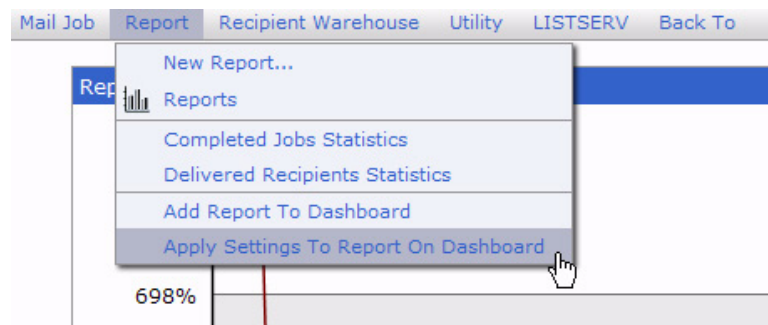 Mail Job Report Recipient Warehouse Utility LISTSERV Back To
New Report...
Rep
Reports
Completed Jobs Statistics
Delivered Recipients Statistics
Add Report To Dashboard
Apply Settings To Report On Dashboard
698%